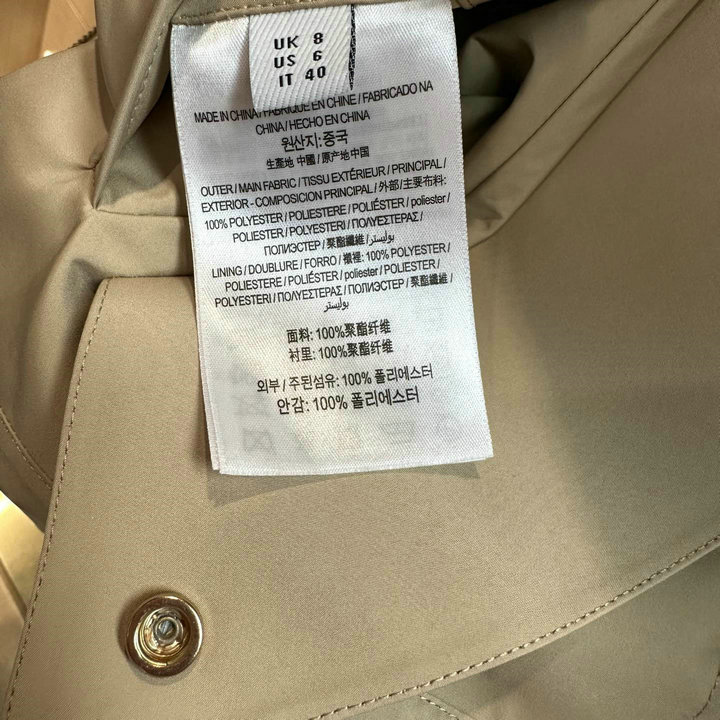 UK 8
US 6
IT 40
MADE IN CHINA / FABRIQUE EN CHINE / FABRICADO NA
CHINA / HECHO EN CHINA
원산지: 중국
生產地 中國 / 原产地 中国
OUTER / MAIN FABRIC / TISSU EXTÉRIEUR / PRINCIPAL /
EXTERIOR - COMPOSICION PRINCIPAL / 外部 / 主要布料:
100% POLYESTER / POLIESTERE / POLIÉSTER / poliester /
POLIESTER / POLYESTERI / ΠΟΛΥΕΣΤΕΡΑΣ /
ПОЛИЭСТЕР / 聚酯纖維 / بوليستر
LINING / DOUBLURE / FORRO / 襯裡: 100% POLYESTER /
POLIESTERE / POLIÉSTER / poliester / POLIESTER /
POLYESTERI / ΠΟΛΥΕΣΤΕΡΑΣ / ПОЛИЭСТЕР / 聚酯纖維 /
بوليستر
面料: 100%聚酯纤维
衬里: 100%聚酯纤维
외부 / 주된섬유: 100% 폴리에스터
안감: 100% 폴리에스터